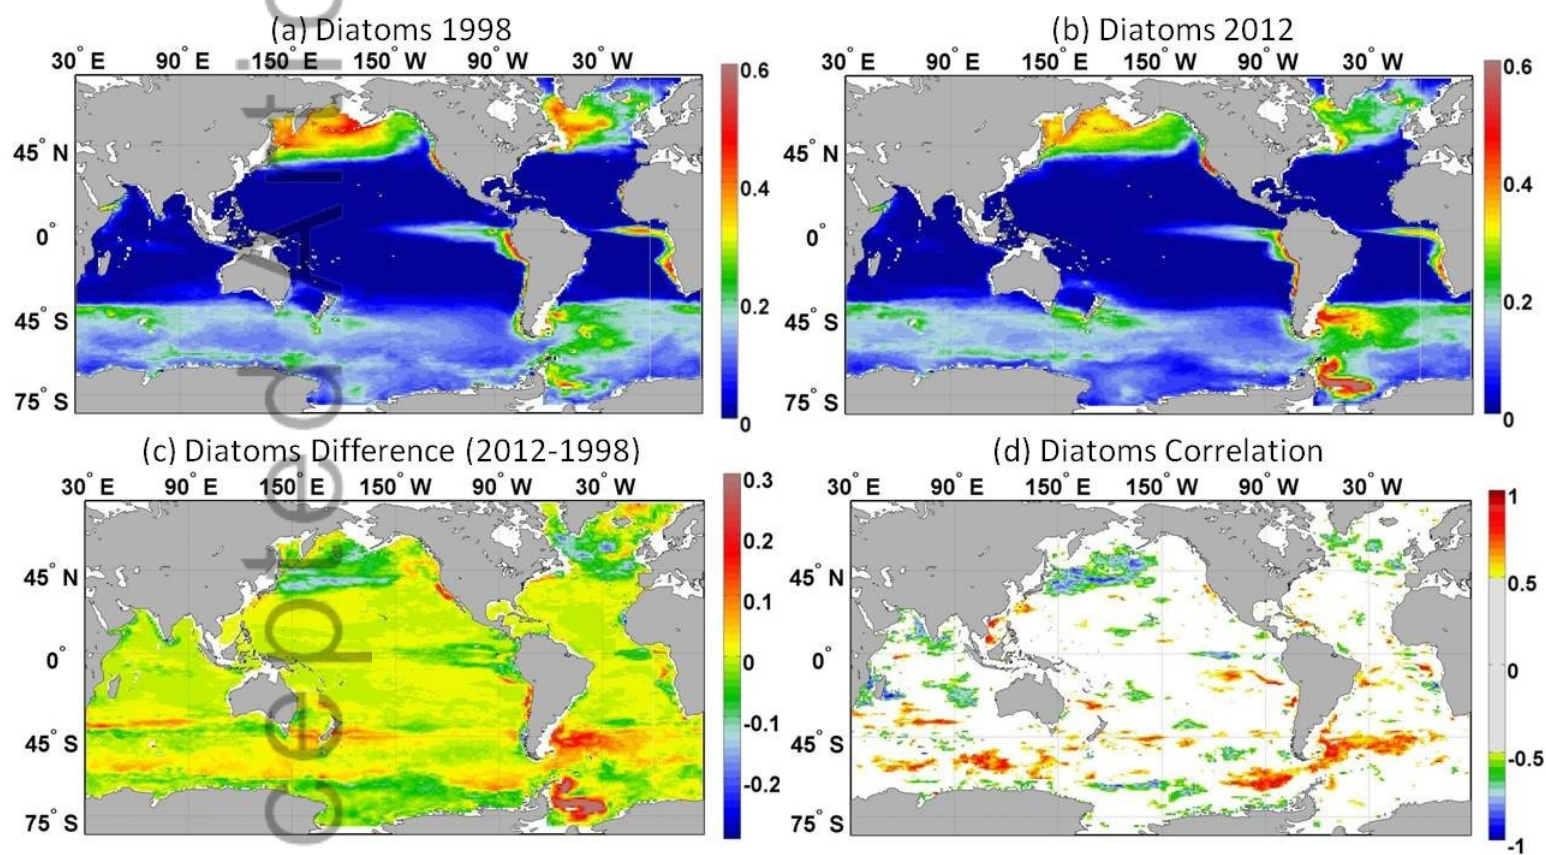 (a) Diatoms 1998
30° E 90° E 150° E 150° W 90° W 30° W
45° N
0°
45° S
75° S
0.6
0.4
0.2
0
(b) Diatoms 2012
30° E 90° E 150° E 150° W 90° W 30° W
45° N
0°
45° S
75° S
0.6
0.4
0.2
0
(c) Diatoms Difference (2012-1998)
30° E 90° E 150° E 150° W 90° W 30° W
45° N
0°
45° S
75° S
0.3
0.2
0.1
0
-0.1
-0.2
(d) Diatoms Correlation
30° E 90° E 150° E 150° W 90° W 30° W
45° N
0°
45° S
75° S
1
0.5
0
-0.5
-1